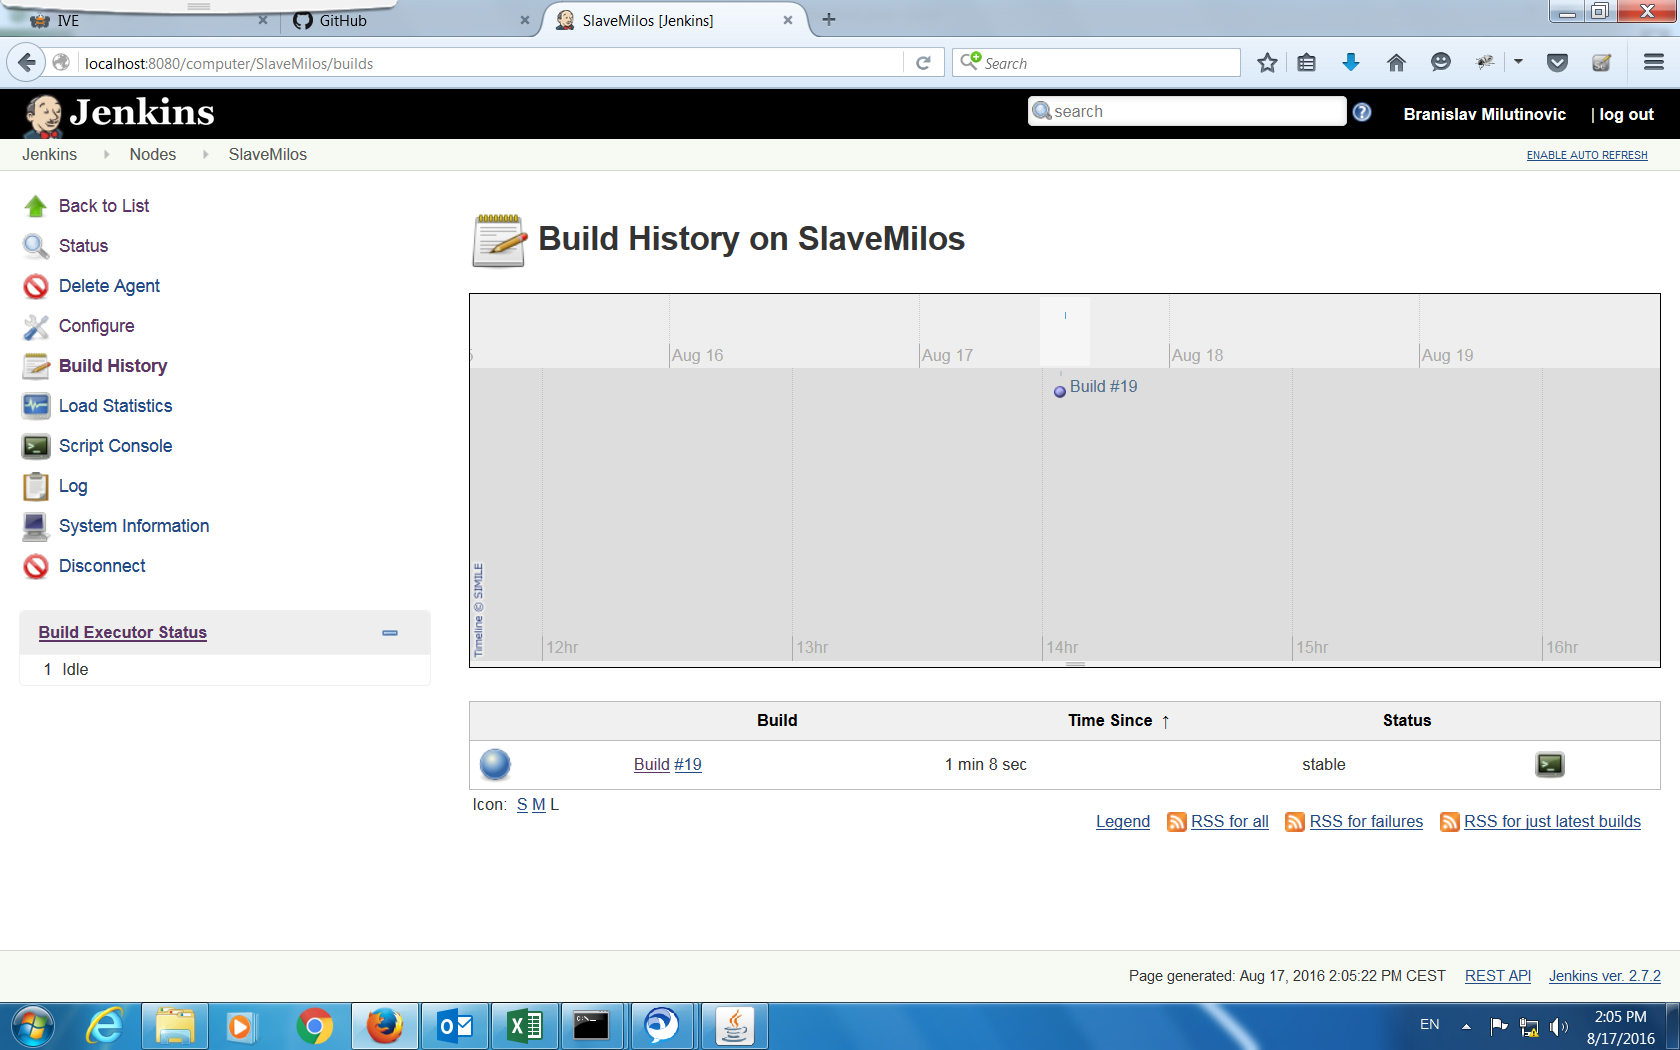 IVE
GitHub
SlaveMilos [Jenkins]
localhost:8080/computer/SlaveMilos/builds
Search
Jenkins
search
Branislav Milutinovic
| log out
Jenkins
Nodes
SlaveMilos
ENABLE AUTO REFRESH
Back to List
Status
Delete Agent
Configure
Build History
Load Statistics
Script Console
Log
System Information
Disconnect
Build Executor Status
1 Idle
Build History on SlaveMilos
Aug 16
Aug 17
Aug 18
Aug 19
Build #19
Timeline © SIMILE
12hr
13hr
14hr
15hr
16hr
Build
Time Since ↑
Status
Build #19
1 min 8 sec
stable
Icon: S M L
Legend
RSS for all
RSS for failures
RSS for just latest builds
Page generated: Aug 17, 2016 2:05:22 PM CEST
REST API
Jenkins ver. 2.7.2
EN
2:05 PM
8/17/2016